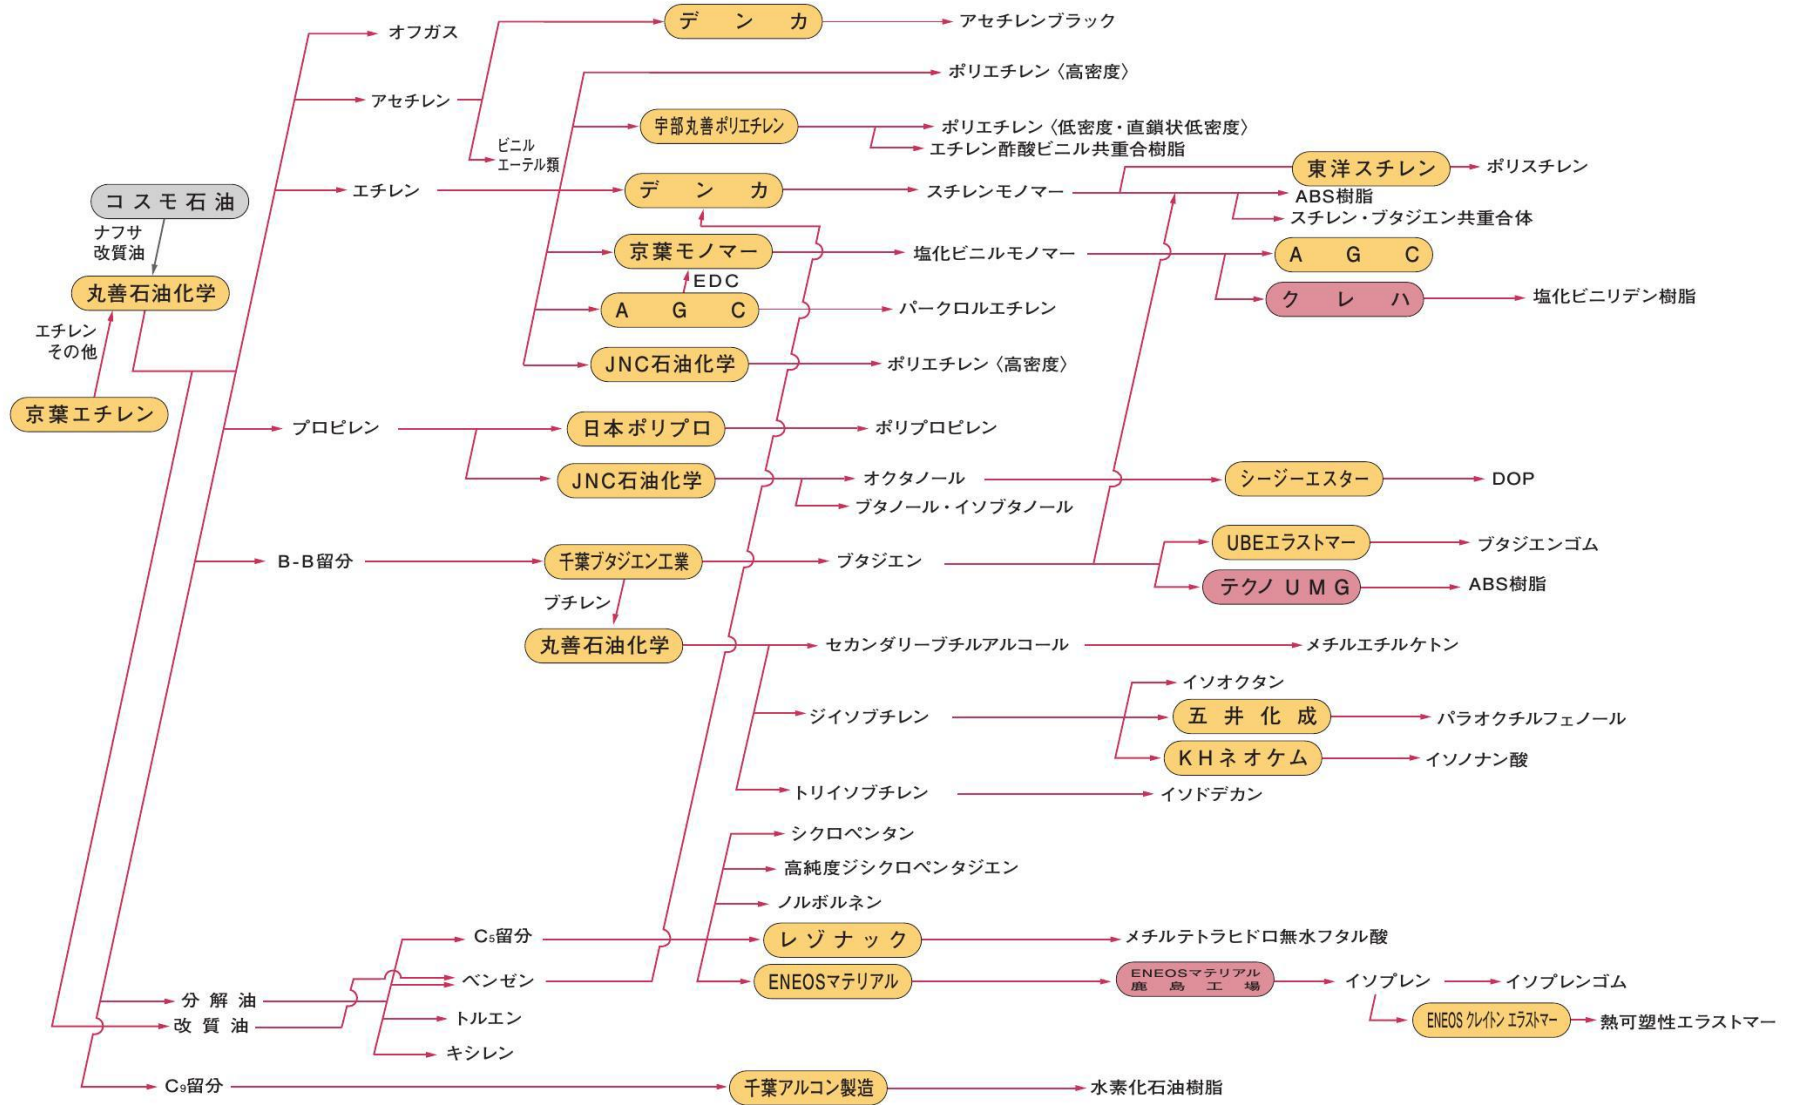 デンカ
アセチレンブラック
オフガス
ポリエチレン〈高密度〉
アセチレン
宇部丸善ポリエチレン
ポリエチレン〈低密度・直鎖状低密度〉
ビニル
エーテル類
エチレン酢酸ビニル共重合樹脂
東洋スチレン
ポリスチレン
エチレン
デンカ
スチレンモノマー
ABS樹脂
コスモ石油
スチレン・ブタジエン共重合体
ナフサ
改質油
京葉モノマー
塩化ビニルモノマー
AGC
EDC
丸善石油化学
クレハ
塩化ビニリデン樹脂
AGC
パークロルエチレン
エチレン
その他
JNC石油化学
ポリエチレン〈高密度〉
京葉エチレン
プロピレン
日本ポリプロ
ポリプロピレン
JNC石油化学
オクタノール
シージーエスター
DOP
ブタノール・イソブタノール
UBEエラストマー
ブタジエンゴム
B-B留分
千葉ブタジエン工業
ブタジエン
テクノUMG
ABS樹脂
ブチレン
丸善石油化学
セカンダリーブチルアルコール
メチルエチルケトン
イソオクタン
ジイソブチレン
五井化成
パラオクチルフェノール
KHネオケム
イソノナン酸
トリイソブチレン
イソドデカン
シクロペンタン
高純度ジシクロペンタジエン
ノルボルネン
C₅留分
レゾナック
メチルテトラヒドロ無水フタル酸
ベンゼン
ENEOSマテリアル
ENEOSマテリアル
鹿島工場
イソプレン
イソプレンゴム
分解油
トルエン
ENEOS クレイトン エラストマー
熱可塑性エラストマー
改質油
キシレン
C₉留分
千葉アルコン製造
水素化石油樹脂